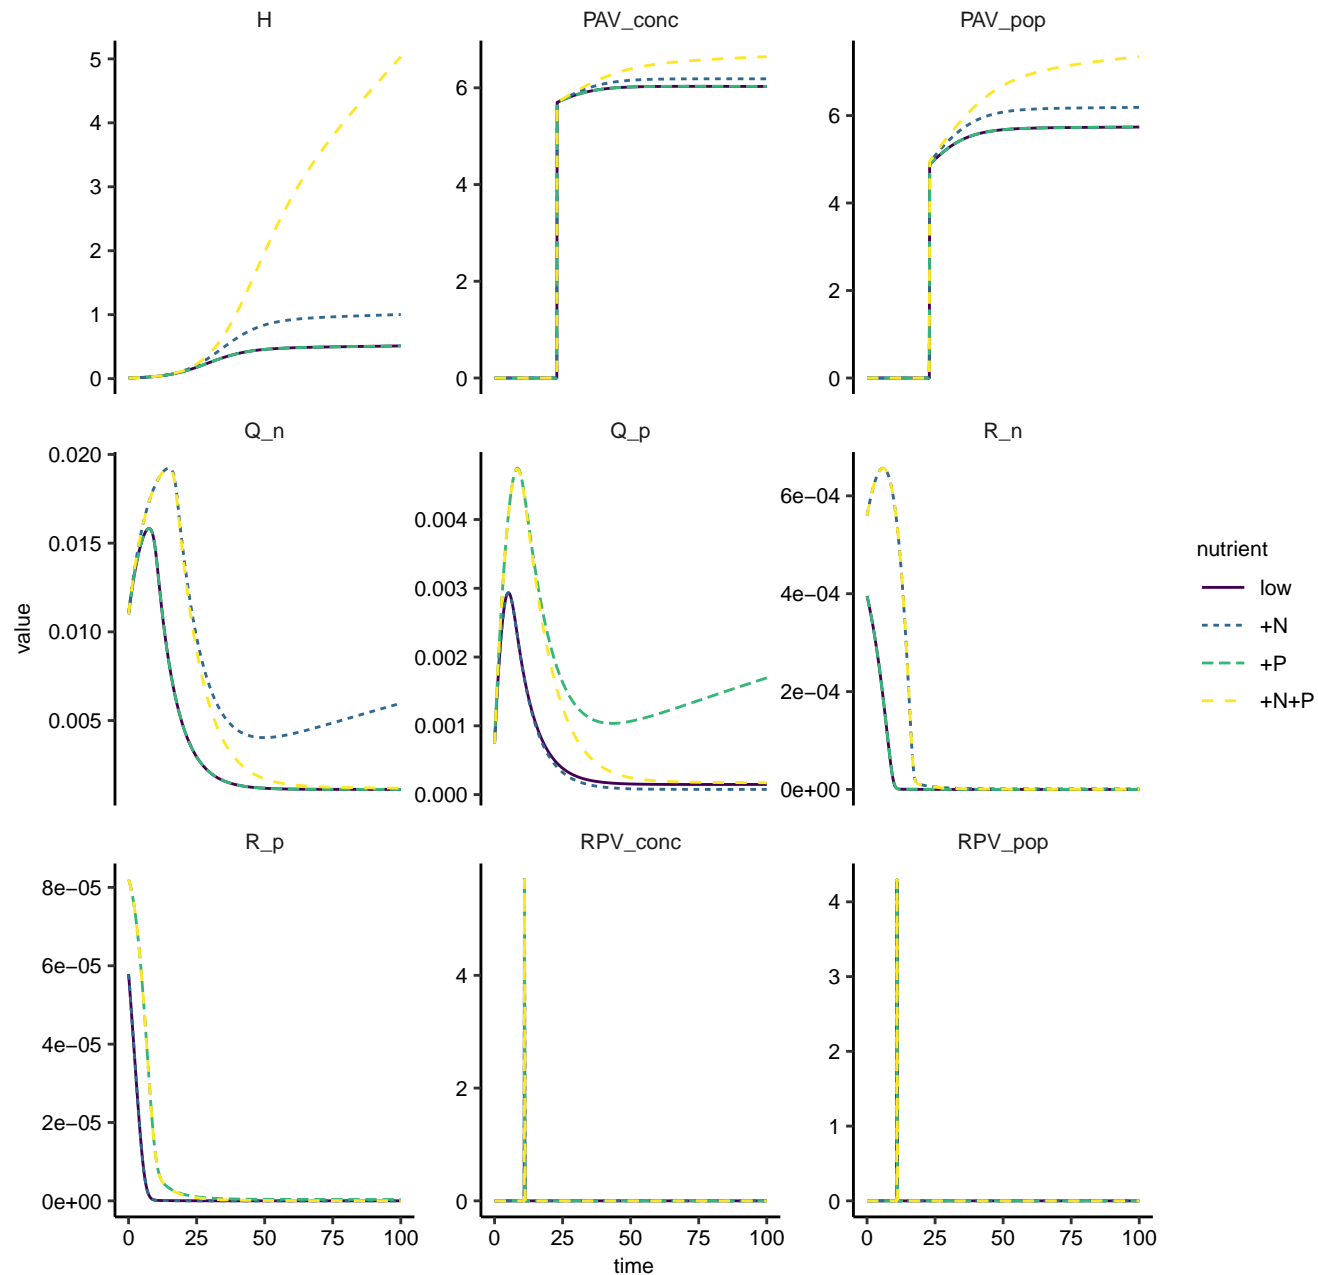 H PAV_conc PAV_pop
5
4
3
2
1
0
6
4
2
0
6
4
2
0
Q_n Q_p R_n
0.020
0.015
0.010
0.005
0.004
0.003
0.002
0.001
0.000
6e−04
4e−04
2e−04
0e+00
R_p RPV_conc RPV_pop
8e−05
6e−05
4e−05
2e−05
0e+00
4
2
0
4
3
2
1
0
0 25 50 75 100
0 25 50 75 100
0 25 50 75 100
time
value
nutrient
low
+N
+P
+N+P